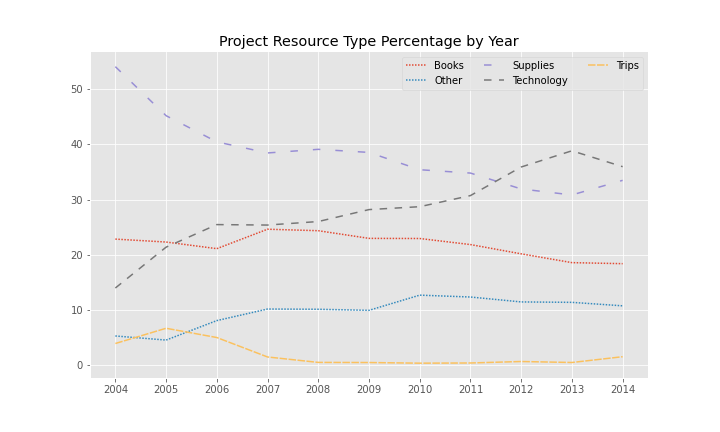 Project Resource Type Percentage by Year
Books Supplies Trips
Other Technology
50
40
30
20
10
0
2004 2005 2006 2007 2008 2009 2010 2011 2012 2013 2014